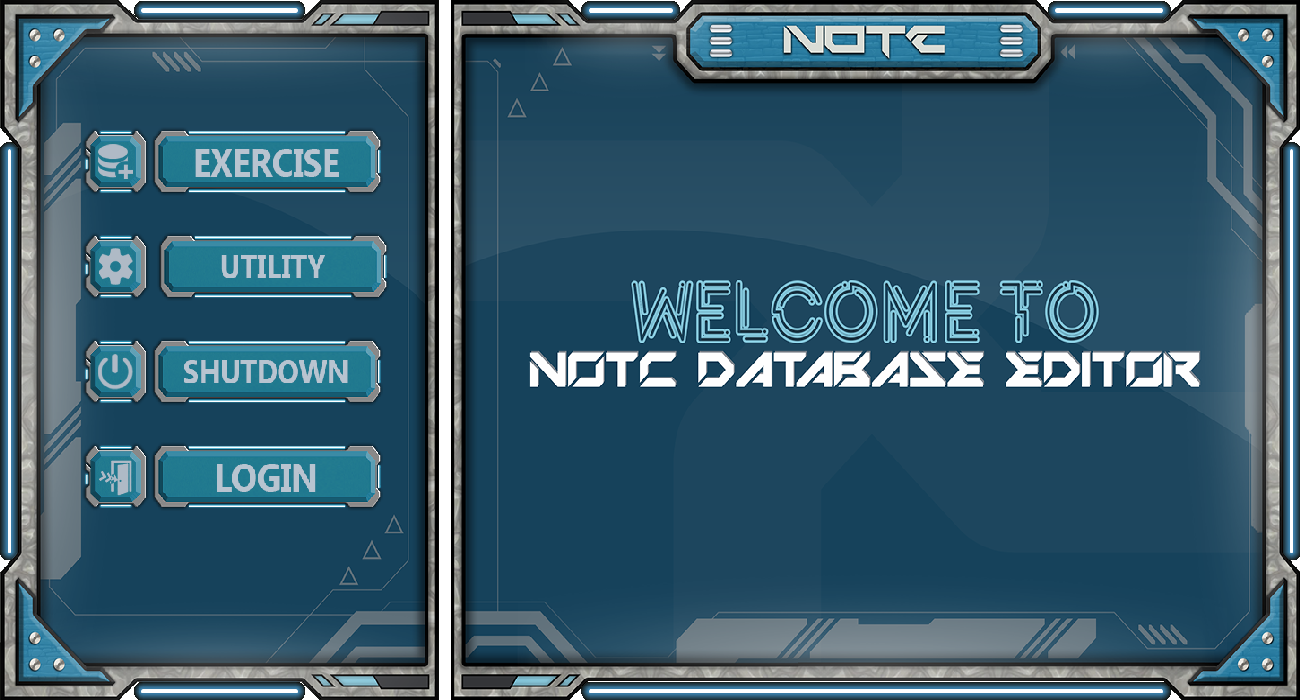 EXERCISE
UTILITY
SHUTDOWN
LOGIN
NOTC
WELCOME TO
NOTC DATABASE EDITOR